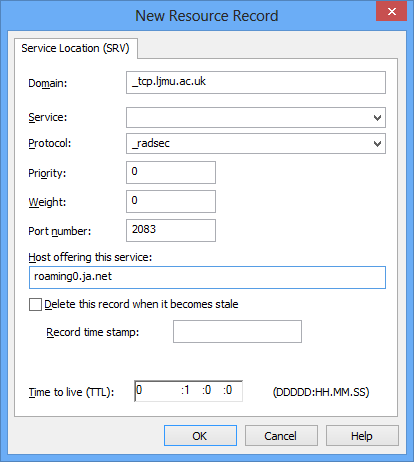 New Resource Record
Service Location (SRV)
Domain: _tcp.ljmu.ac.uk
Service:
Protocol: _radsec
Priority: 0
Weight: 0
Port number: 2083
Host offering this service:
roaming0.ja.net
Delete this record when it becomes stale
Record time stamp:
Time to live (TTL): 0 :1 :0 :0 (DDDDD:HH.MM.SS)
OK Cancel Help